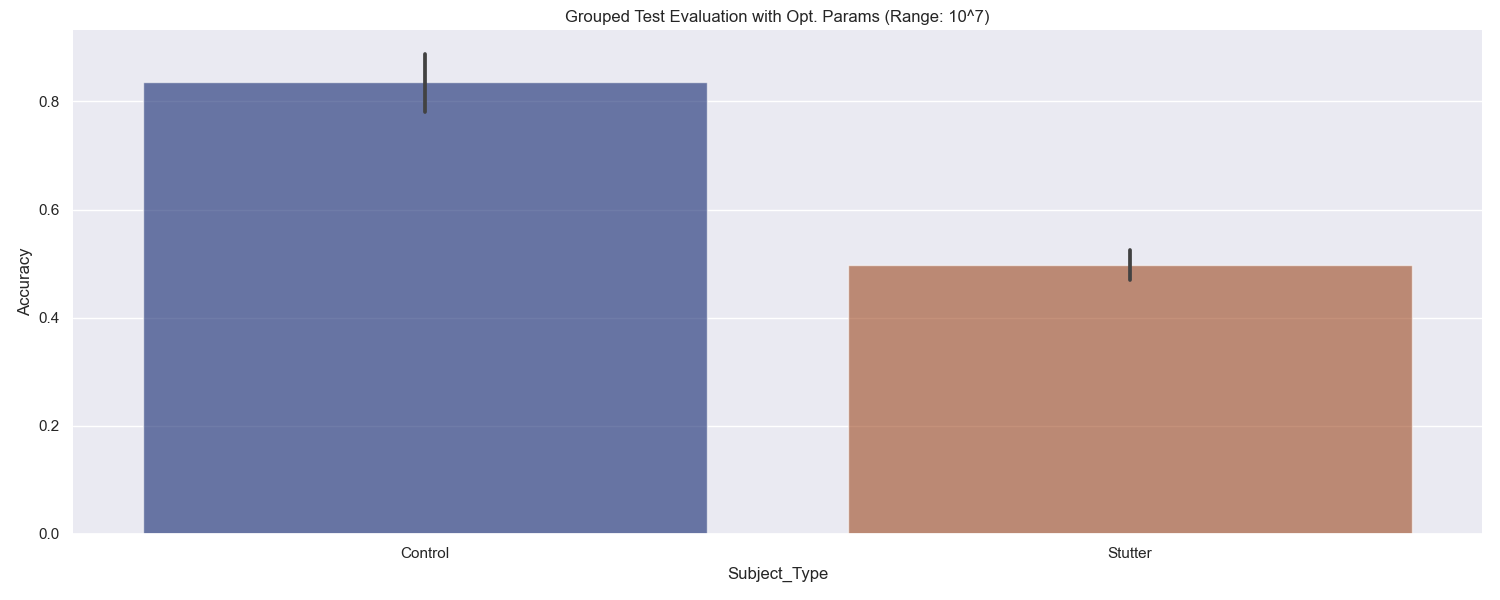 Grouped Test Evaluation with Opt. Params (Range: 10^7)
Accuracy
0.8
0.6
0.4
0.2
0.0
Control
Stutter
Subject_Type